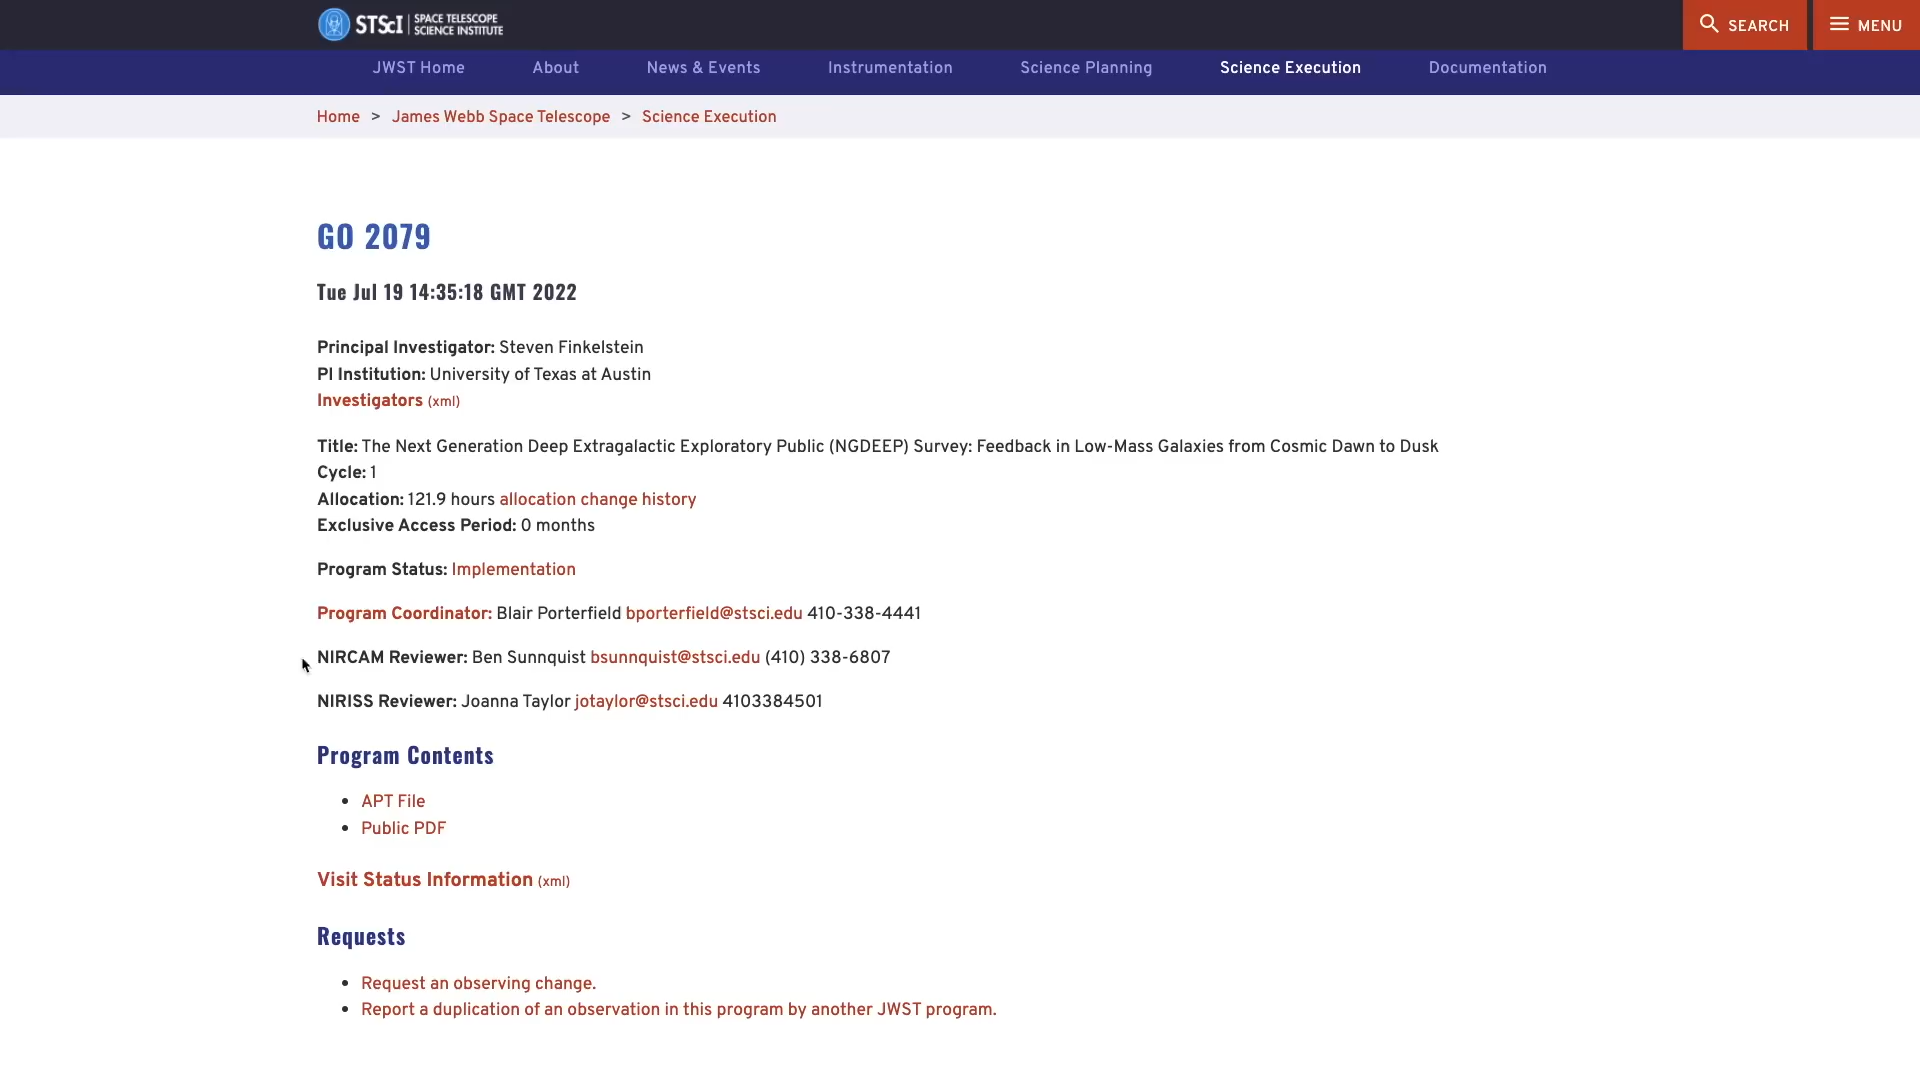 STScI | SPACE TELESCOPE
SCIENCE INSTITUTE
SEARCH
MENU
JWST Home
About
News & Events
Instrumentation
Science Planning
Science Execution
Documentation
Home > James Webb Space Telescope > Science Execution
GO 2079
Tue Jul 19 14:35:18 GMT 2022
Principal Investigator: Steven Finkelstein
PI Institution: University of Texas at Austin
Investigators (xml)
Title: The Next Generation Deep Extragalactic Exploratory Public (NGDEEP) Survey: Feedback in Low-Mass Galaxies from Cosmic Dawn to Dusk
Cycle: 1
Allocation: 121.9 hours allocation change history
Exclusive Access Period: 0 months
Program Status: Implementation
Program Coordinator: Blair Porterfield bporterfield@stsci.edu 410-338-4441
NIRCAM Reviewer: Ben Sunnquist bsunnquist@stsci.edu (410) 338-6807
NIRISS Reviewer: Joanna Taylor jotaylor@stsci.edu 4103384501
Program Contents
• APT File
• Public PDF
Visit Status Information (xml)
Requests
• Request an observing change.
• Report a duplication of an observation in this program by another JWST program.